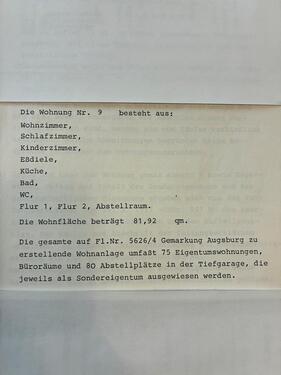 Die Wohnung Nr. 9 besteht aus:
Wohnzimmer,
Schlafzimmer,
Kinderzimmer,
Eßdiele,
Küche,
Bad,
WC,
Flur 1, Flur 2, Abstellraum.
Die Wohnfläche beträgt 81,92 qm.
Die gesamte auf Fl.Nr. 5626/4 Gemarkung Augsburg zu
erstellende Wohnanlage umfaßt 75 Eigentumswohnungen,
Büroräume und 80 Abstellplätze in der Tiefgarage, die
jeweils als Sondereigentum ausgewiesen werden.